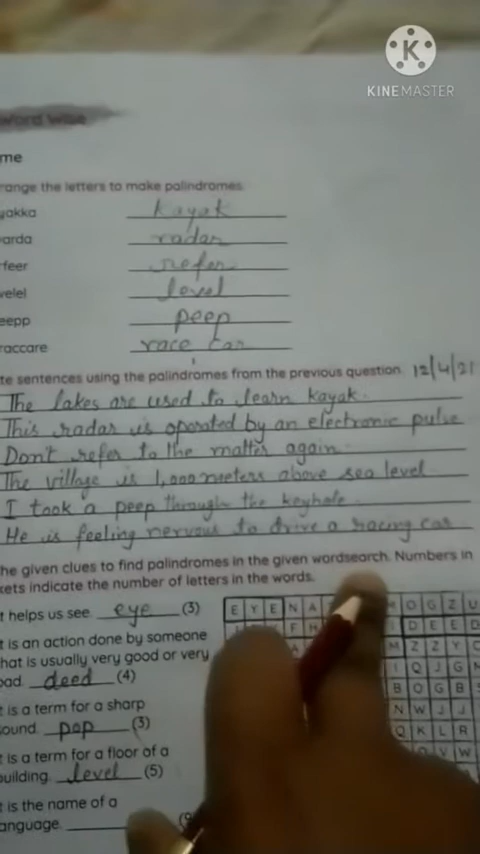 KINEMASTER
Word Wise
me
range the letters to make palindromes.
yakka kayak
arda radar
feer refer
velel level
eepp peep
raccare race car
te sentences using the palindromes from the previous question. 12/4/21
The lakes are used to learn kayak.
This radar is operated by an electronic pulve
Don't refer to the matter again
The village is 1,000 meters above sea level
I took a peep through the keyhole.
He is feeling nervous to drive a racing car
he given clues to find palindromes in the given wordsearch. Numbers in
kets indicate the number of letters in the words.
t helps us see. eye (3)
t is an action done by someone
hat is usually very good or very
bad. deed (4)
t is a term for a sharp
ound. pop (3)
t is a term for a floor of a
uilding. level (5)
t is the name of a
anguage.
E Y E N A O G Z U
F H D E E D
M Z Z Y
I Q J G
B O G B
N W J J
Q K L R
V W